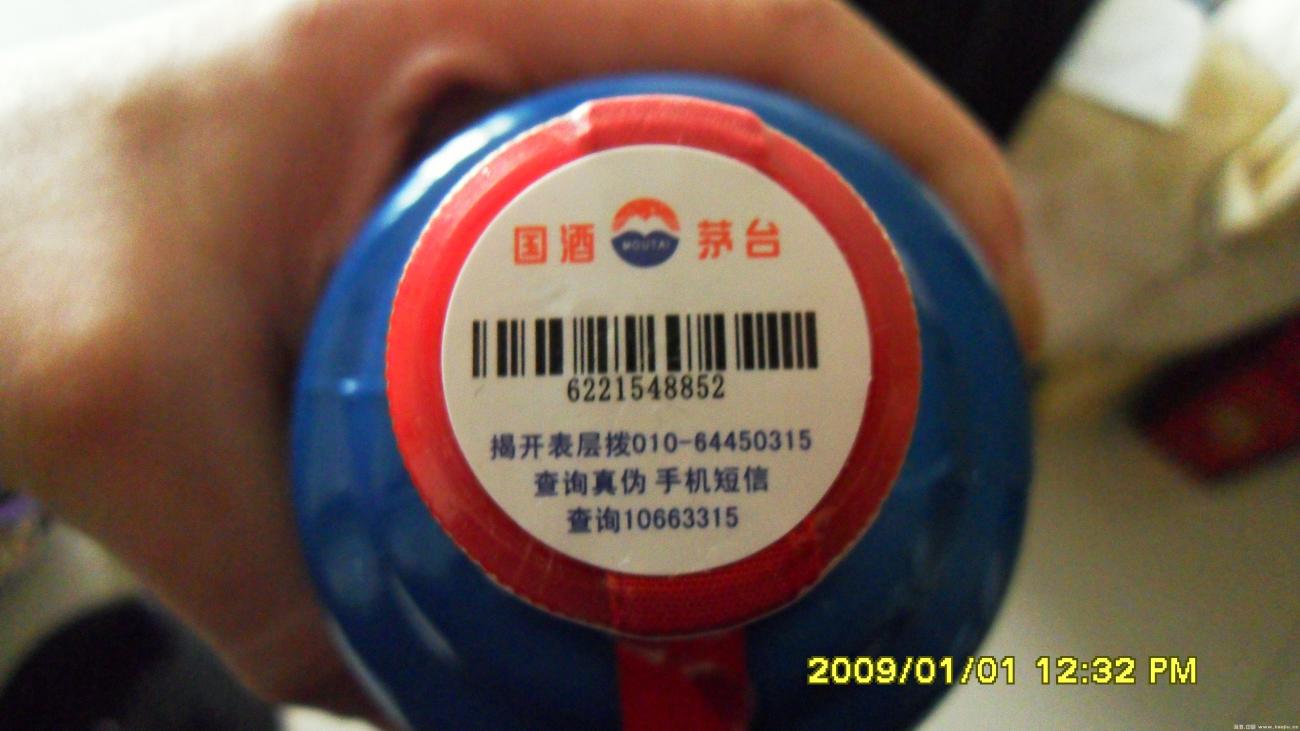 国酒 MOUTAI 茅台
6221548852
揭开表层拨010-64450315
查询真伪 手机短信
查询10663315
2009/01/01 12:32 PM